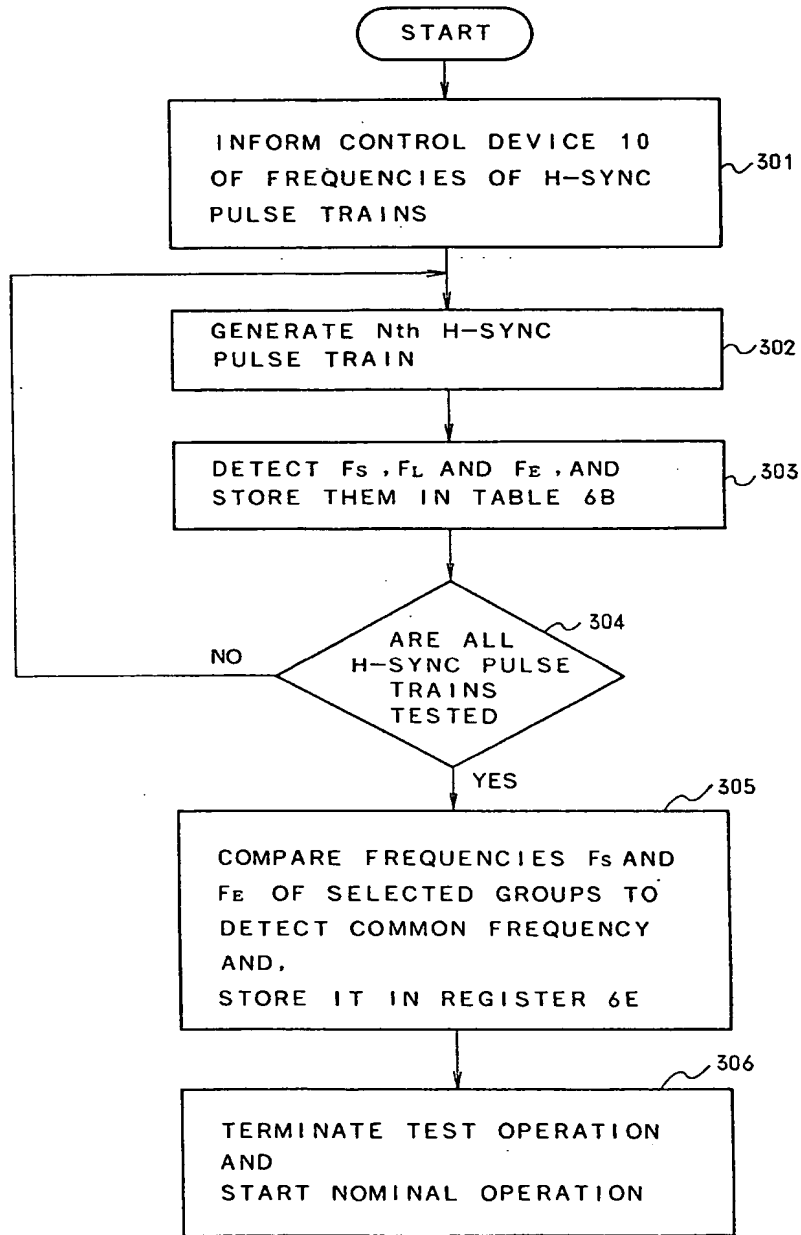 START
INFORM CONTROL DEVICE 10
OF FREQUENCIES OF H-SYNC
PULSE TRAINS
301
GENERATE Nth H-SYNC
PULSE TRAIN
302
DETECT FS, FL AND FE, AND
STORE THEM IN TABLE 6B
303
304
ARE ALL
H-SYNC PULSE
TRAINS
TESTED
NO
YES
305
COMPARE FREQUENCIES FS AND
FE OF SELECTED GROUPS TO
DETECT COMMON FREQUENCY
AND,
STORE IT IN REGISTER 6E
306
TERMINATE TEST OPERATION
AND
START NOMINAL OPERATION